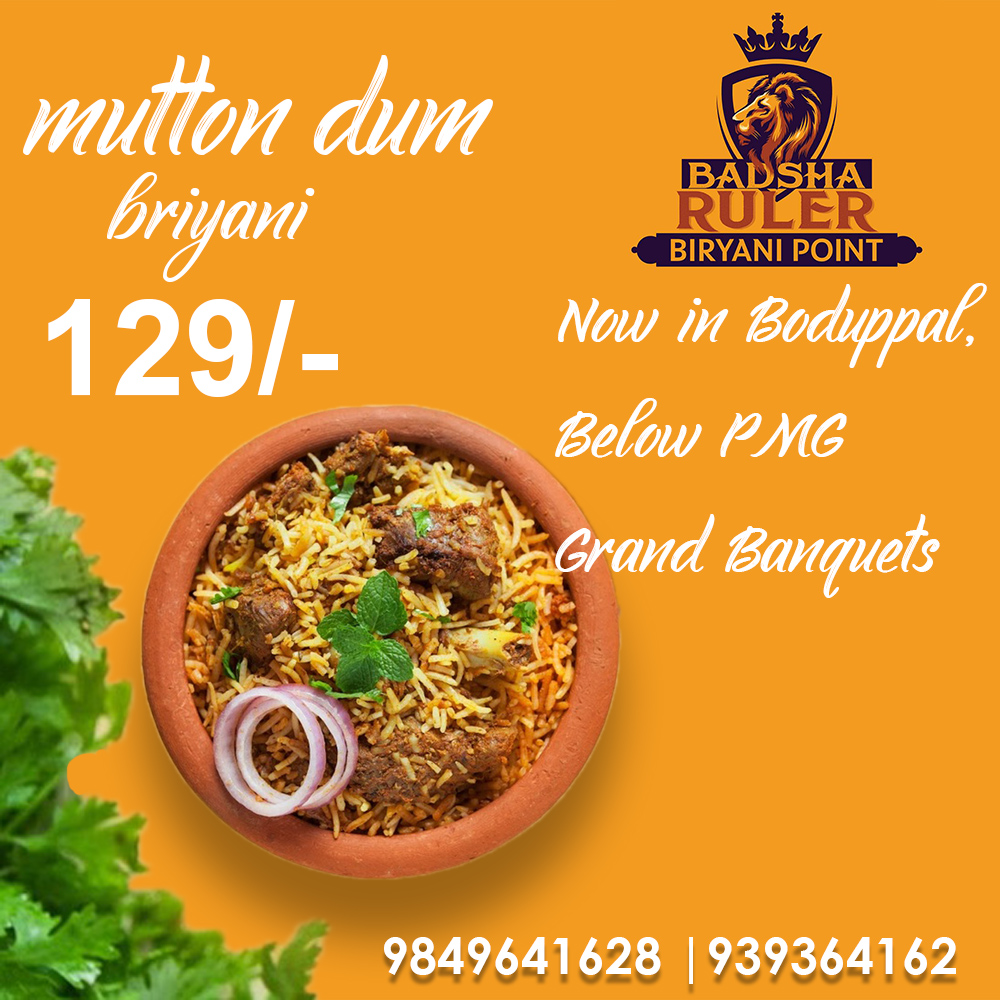 mutton dum
briyani
129/-
BADSHA
RULER
BIRYANI POINT
Now in Boduppal,
Below PMG
Grand Banquets
9849641628 | 939364162